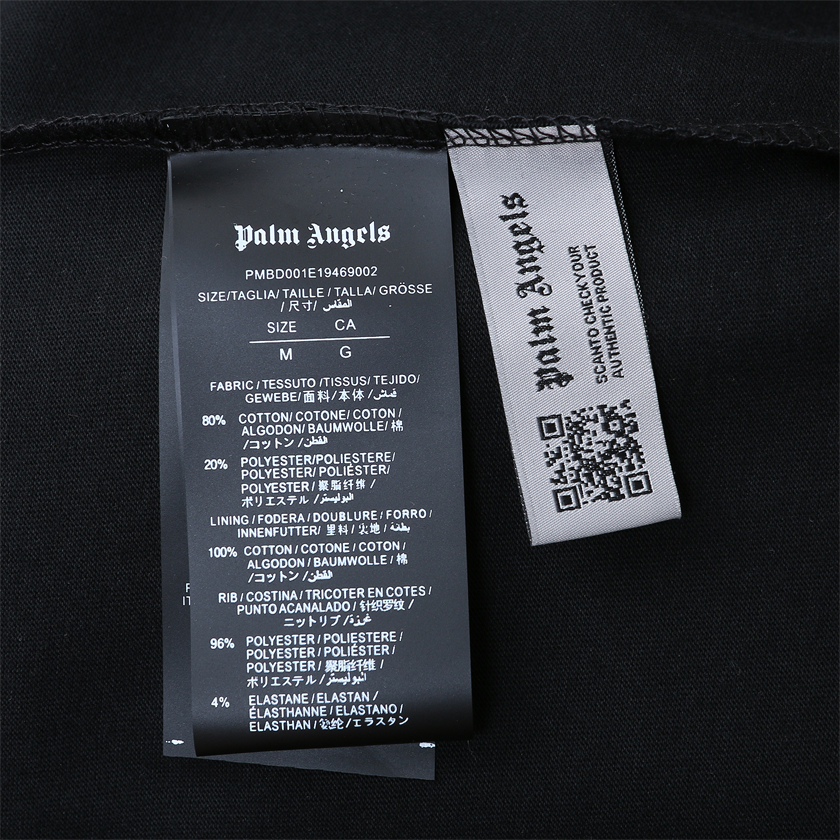 Palm Angels
PMBD001E19469002
SIZE/TAGLIA/ TAILLE / TALLA/ GRÖSSE
/ 尺寸/ المقاس
SIZE CA
M G
FABRIC / TESSUTO /TISSUS/ TEJIDO/
GEWEBE/ 面料/本体/ قماش/
80% COTTON/ COTONE/ COTON /
ALGODON/ BAUMWOLLE/ 棉
/コットン /القطن
20% POLYESTER/POLIESTERE/
POLYESTER/ POLIÉSTER/
POLYESTER / 聚脂纤维 /
ポリエステル /البوليستر
LINING / FODERA / DOUBLURE / FORRO /
INNENFUTTER/ 里料 / 裏地 / بطانة/
100% COTTON / COTONE / COTON /
ALGODON / BAUMWOLLE / 棉
/コットン /القطن
RIB / COSTINA / TRICOTER EN COTES /
PUNTO ACANALADO / 针织罗纹 /
ニットリブ /غرزة/
96% POLYESTER / POLIESTERE /
POLYESTER / POLIÉSTER /
POLYESTER / 聚脂纤维 /
ポリエステル /البوليستر/
4% ELASTANE / ELASTAN /
ÉLASTHANNE / ELASTANO /
ELASTHAN / 氨纶 /エラスタン
Palm Angels
SCANTO CHECK YOUR
AUTHENTIC PRODUCT